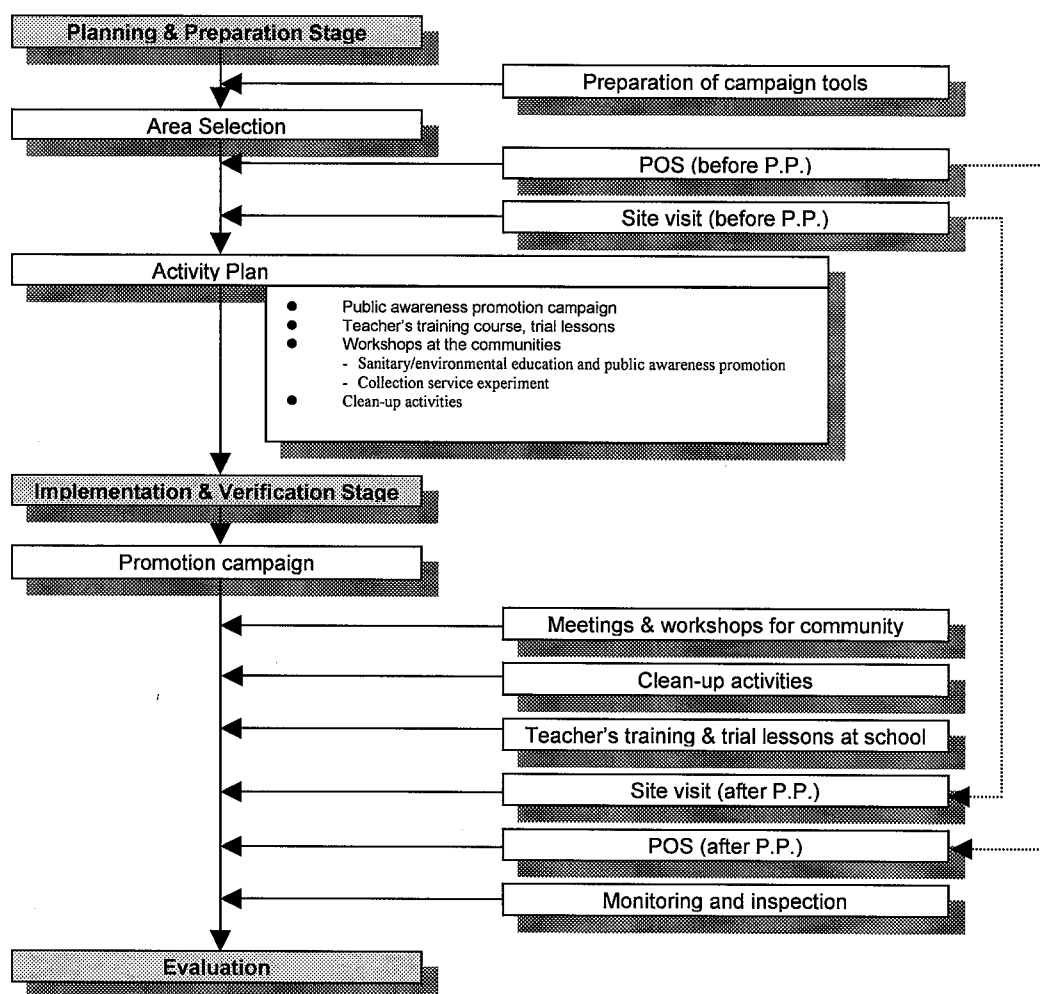 Planning & Preparation Stage
Preparation of campaign tools
Area Selection
POS (before P.P.)
Site visit (before P.P.)
Activity Plan
● Public awareness promotion campaign
● Teacher's training course, trial lessons
● Workshops at the communities
- Sanitary/environmental education and public awareness promotion
- Collection service experiment
● Clean-up activities
Implementation & Verification Stage
Promotion campaign
Meetings & workshops for community
Clean-up activities
Teacher's training & trial lessons at school
Site visit (after P.P.)
POS (after P.P.)
Monitoring and inspection
Evaluation